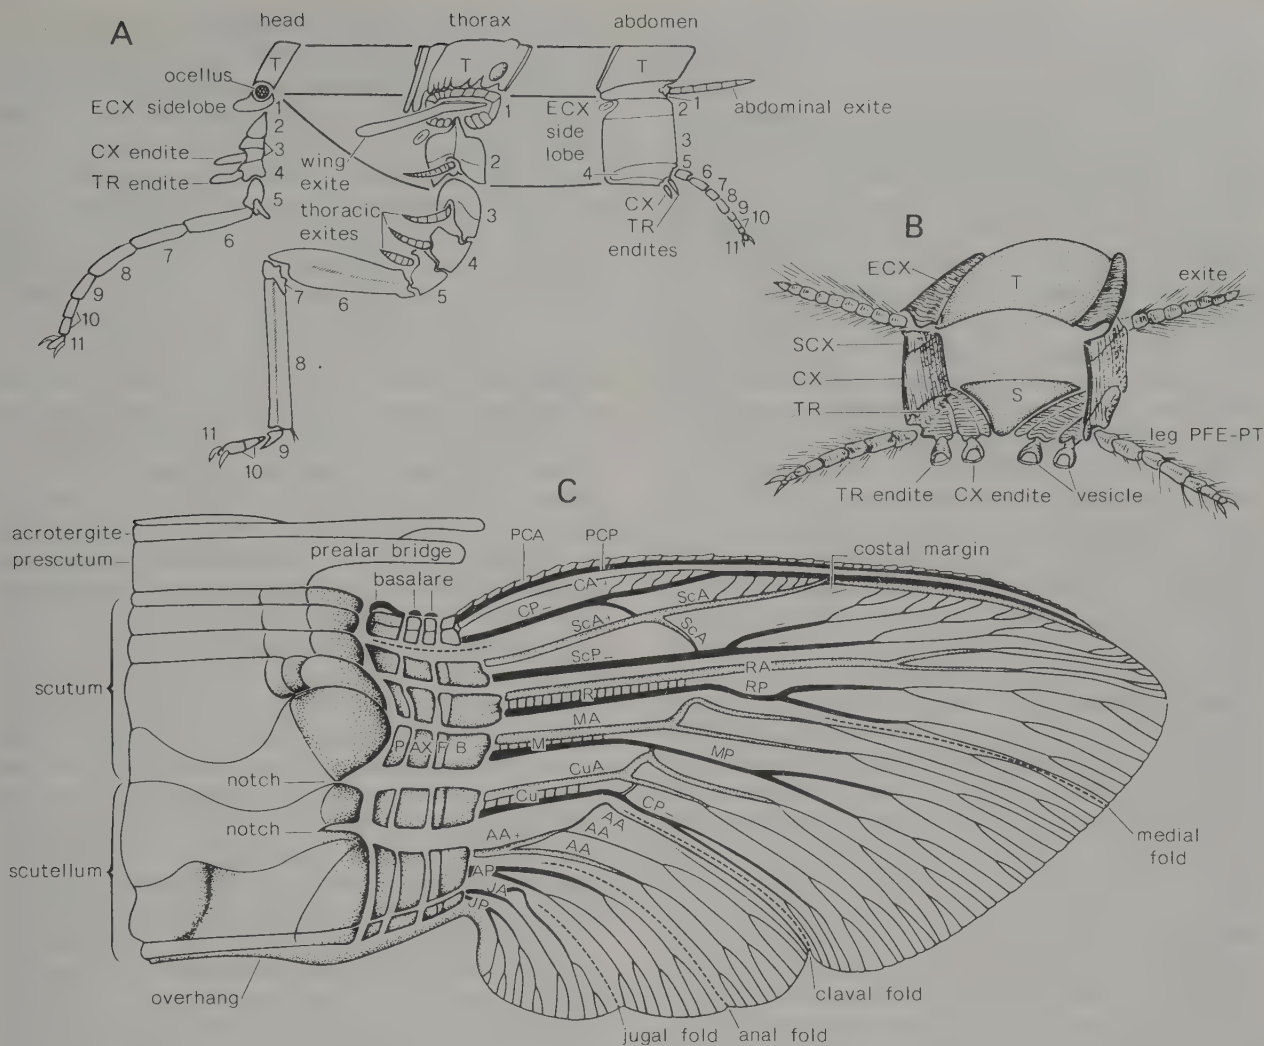 A
head
thorax
abdomen
T
T
T
ocellus
ECX sidelobe
1
2
CX endite
3
TR endite
4
5
6
7
8
9
10
11
wing
exite
thoracic
exites
1
2
3
4
5
6
7
8
9
10
11
ECX
side
lobe
1
2
abdominal exite
3
4
5
6
7
8
9
10
11
CX
TR
endites
B
ECX
T
exite
SCX
CX
TR
S
leg PFE-PT
TR endite
CX endite
vesicle
C
acrotergite
prescutum
prealar bridge
basalare
PCA
PCP
costal margin
CA+
CP-
ScA
ScA+
ScA
ScP-
RA
R
RP
scutum
MA
M
MP
P
AX
F
B
notch
CuA
Cu
CP-
notch
AA+
AA
AA
AA
medial
fold
scutellum
AP
JA
JP
overhang
claval fold
jugal fold
anal fold